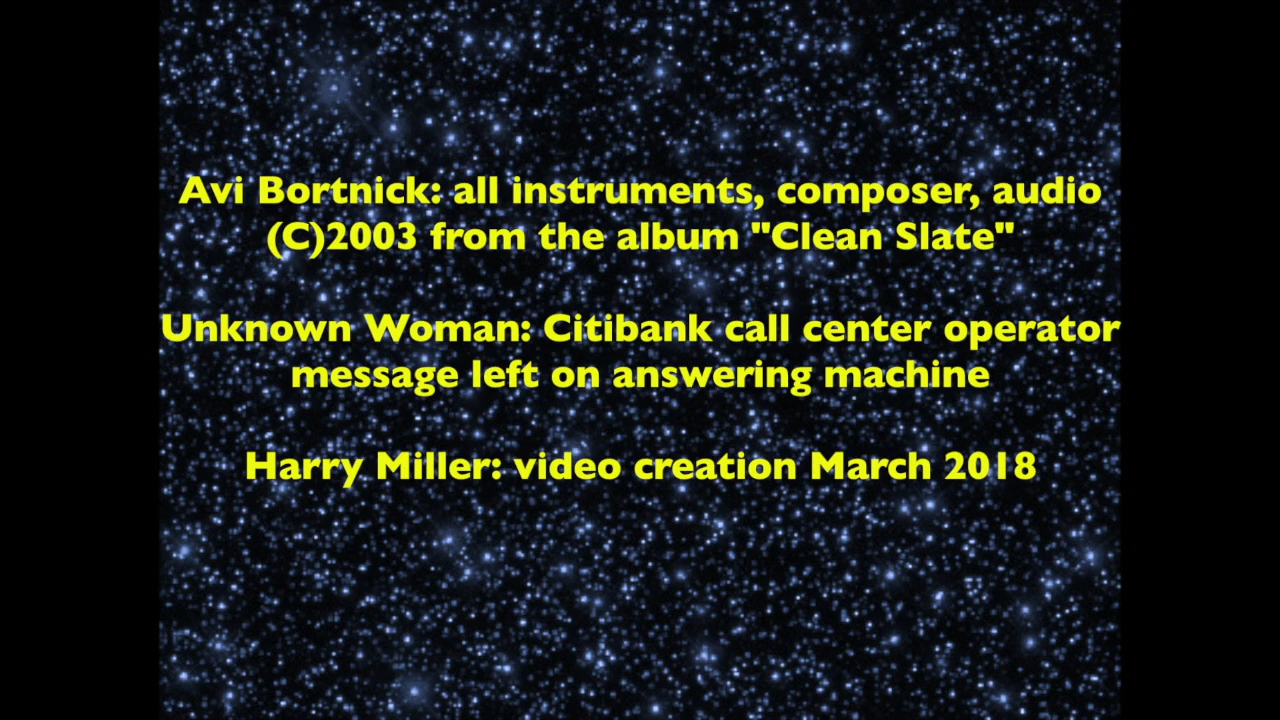 Avi Bortnick: all instruments, composer, audio
(C)2003 from the album "Clean Slate"
Unknown Woman: Citibank call center operator
message left on answering machine
Harry Miller: video creation March 2018